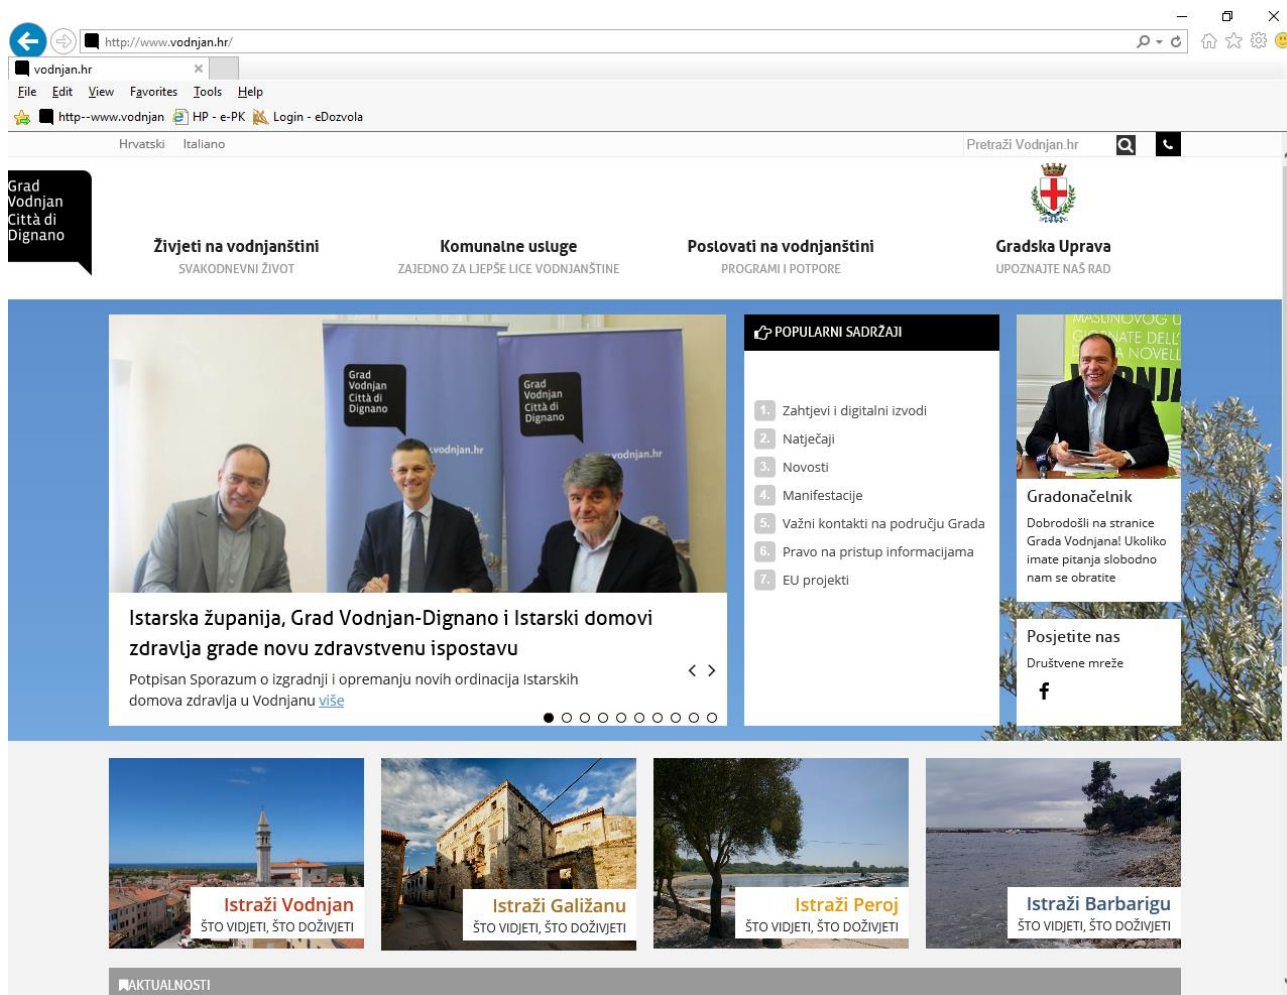 http://www.vodnjan.hr/
vodnjan.hr
File Edit View Favorites Tools Help
http--www.vodnjan HP - e-PK Login - eDozvola
Hrvatski Italiano
Pretraži Vodnjan.hr
Grad
Vodnjan
Città di
Dignano
Živjeti na vodnjanštini
SVAKODNEVNI ŽIVOT
Komunalne usluge
ZAJEDNO ZA LJEPŠE LICE VODNJANŠTINE
Poslovati na vodnjanštini
PROGRAMI I POTPORE
Gradska Uprava
UPOZNAJTE NAŠ RAD
Grad
Vodnjan
Città di
Dignano
vodnjan.hr
Grad
Vodnjan
Città di
Dignano
vodnjan.hr
Istarska županija, Grad Vodnjan-Dignano i Istarski domovi
zdravlja grade novu zdravstvenu ispostavu
Potpisan Sporazum o izgradnji i opremanju novih ordinacija Istarskih
domova zdravlja u Vodnjanu više
POPULARNI SADRŽAJI
1. Zahtjevi i digitalni izvodi
2. Natječaji
3. Novosti
4. Manifestacije
5. Važni kontakti na području Grada
6. Pravo na pristup informacijama
7. EU projekti
MASLINOVOG U
GIORNATE DELL'
DA NOVELL
VODNJA
Gradonačelnik
Dobrodošli na stranice
Grada Vodnjana! Ukoliko
imate pitanja slobodno
nam se obratite
Posjetite nas
Društvene mreže
f
Istraži Vodnjan
ŠTO VIDJETI, ŠTO DOŽIVJETI
Istraži Galižanu
ŠTO VIDJETI, ŠTO DOŽIVJETI
Istraži Peroj
ŠTO VIDJETI, ŠTO DOŽIVJETI
Istraži Barbarigu
ŠTO VIDJETI, ŠTO DOŽIVJETI
AKTUALNOSTI